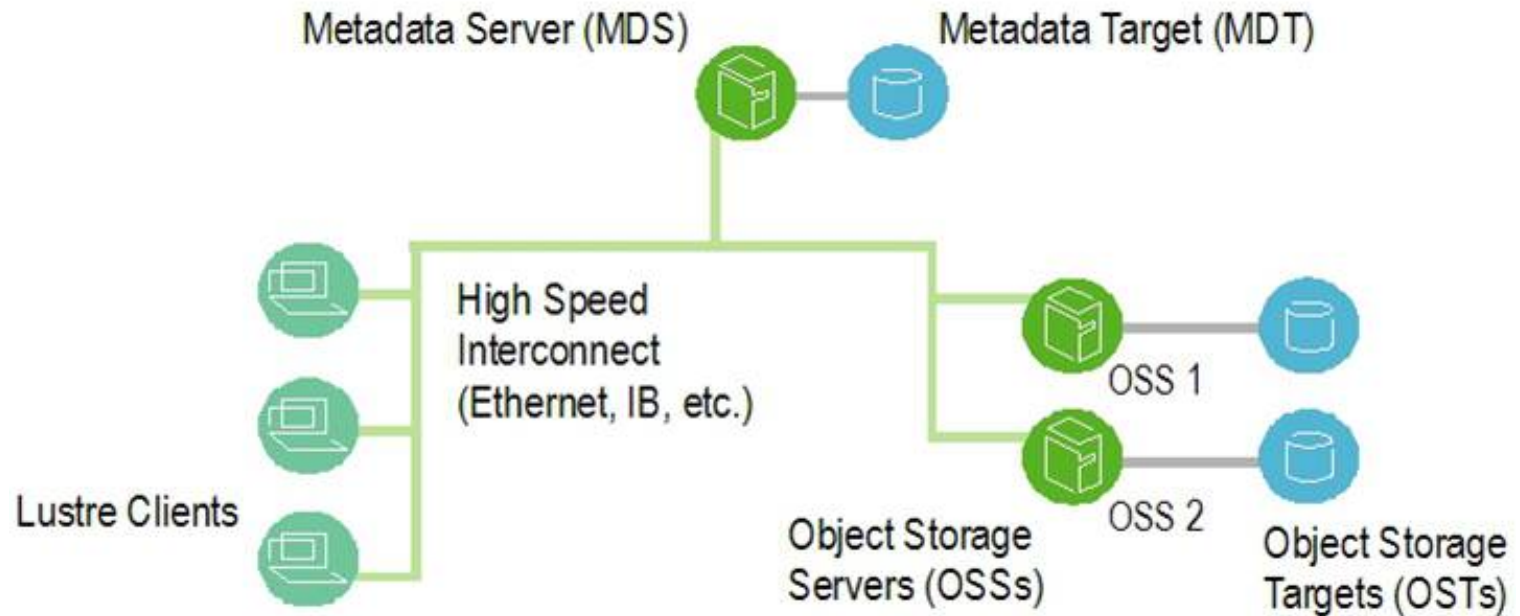 Metadata Server (MDS)
Metadata Target (MDT)
High Speed
Interconnect
(Ethernet, IB, etc.)
Lustre Clients
OSS 1
OSS 2
Object Storage
Servers (OSSs)
Object Storage
Targets (OSTs)